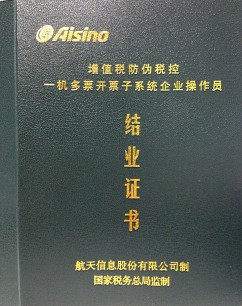 Aisino
增值税防伪税控
一机多票开票子系统企业操作员
结业证书
航天信息股份有限公司制
国家税务总局监制